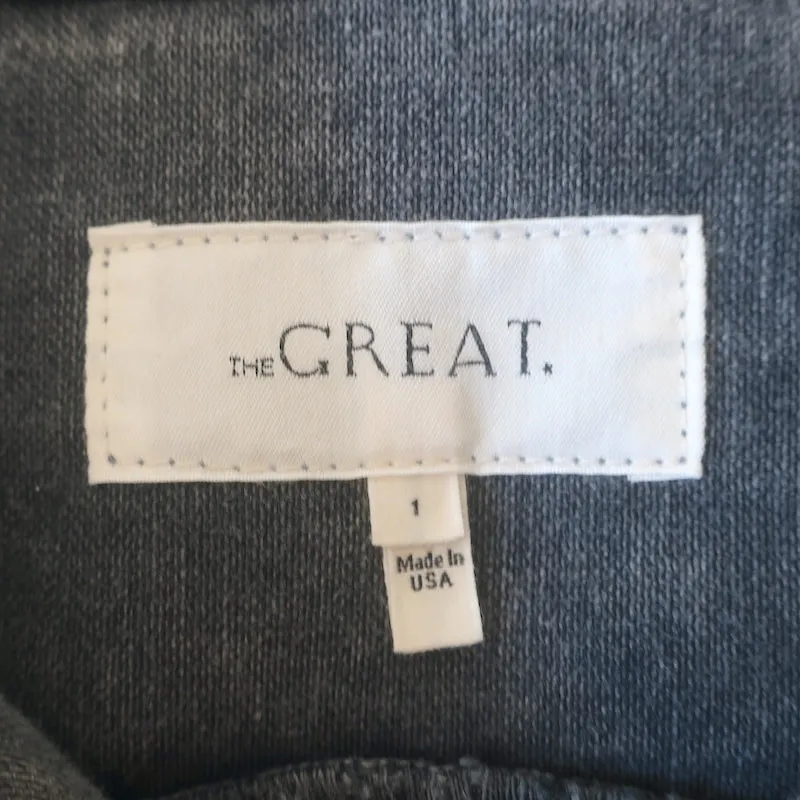 THE GREAT.
1
Made In
USA